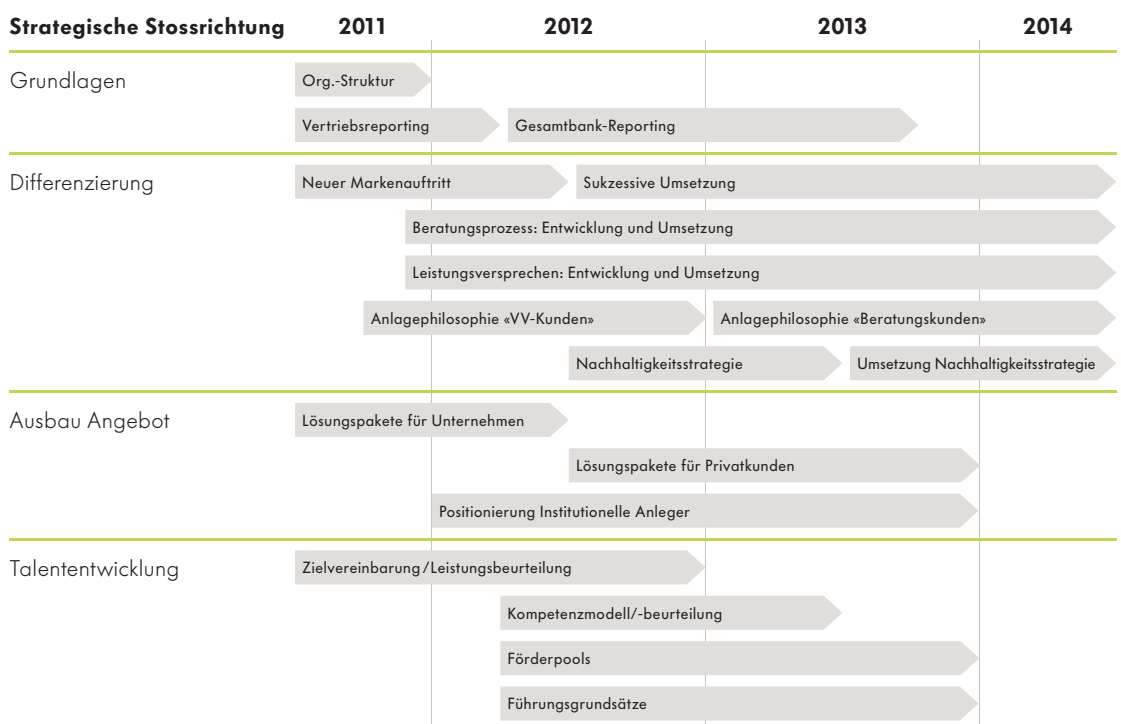 Strategische Stossrichtung 2011 2012 2013 2014
Grundlagen Org.-Struktur
Vertriebsreporting Gesamtbank-Reporting
Differenzierung Neuer Markenauftritt Sukzessive Umsetzung
Beratungsprozess: Entwicklung und Umsetzung
Leistungsversprechen: Entwicklung und Umsetzung
Anlagephilosophie «VV-Kunden» Anlagephilosophie «Beratungskunden»
Nachhaltigkeitsstrategie Umsetzung Nachhaltigkeitsstrategie
Ausbau Angebot Lösungspakete für Unternehmen
Lösungspakete für Privatkunden
Positionierung Institutionelle Anleger
Talententwicklung Zielvereinbarung/Leistungsbeurteilung
Kompetenzmodell/-beurteilung
Förderpools
Führungsgrundsätze